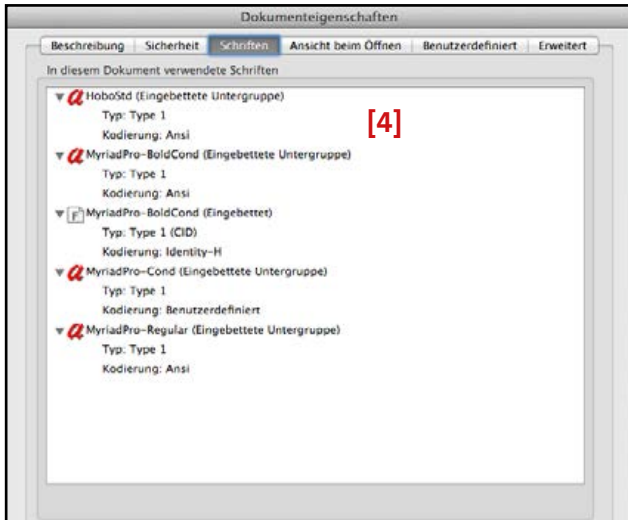 Dokumenteigenschaften
Beschreibung Sicherheit Schriften Ansicht beim Öffnen Benutzerdefiniert Erweitert
In diesem Dokument verwendete Schriften
HoboStd (Eingebettete Untergruppe)
[4]
Typ: Type 1
Kodierung: Ansi
MyriadPro-BoldCond (Eingebettete Untergruppe)
Typ: Type 1
Kodierung: Ansi
MyriadPro-BoldCond (Eingebettet)
Typ: Type 1 (CID)
Kodierung: Identity-H
MyriadPro-Cond (Eingebettete Untergruppe)
Typ: Type 1
Kodierung: Benutzerdefiniert
MyriadPro-Regular (Eingebettete Untergruppe)
Typ: Type 1
Kodierung: Ansi